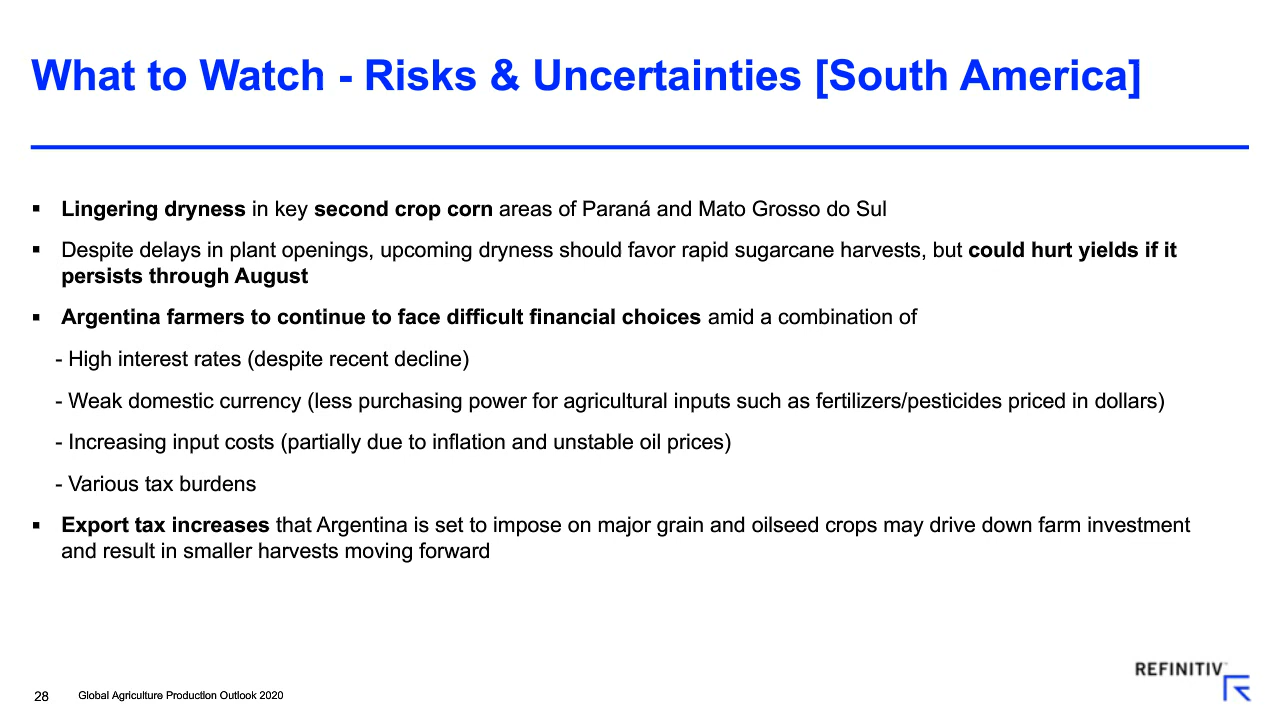 What to Watch - Risks & Uncertainties [South America]
▪ Lingering dryness in key second crop corn areas of Paraná and Mato Grosso do Sul
▪ Despite delays in plant openings, upcoming dryness should favor rapid sugarcane harvests, but could hurt yields if it
persists through August
▪ Argentina farmers to continue to face difficult financial choices amid a combination of
- High interest rates (despite recent decline)
- Weak domestic currency (less purchasing power for agricultural inputs such as fertilizers/pesticides priced in dollars)
- Increasing input costs (partially due to inflation and unstable oil prices)
- Various tax burdens
▪ Export tax increases that Argentina is set to impose on major grain and oilseed crops may drive down farm investment
and result in smaller harvests moving forward
REFINITIV
28 Global Agriculture Production Outlook 2020